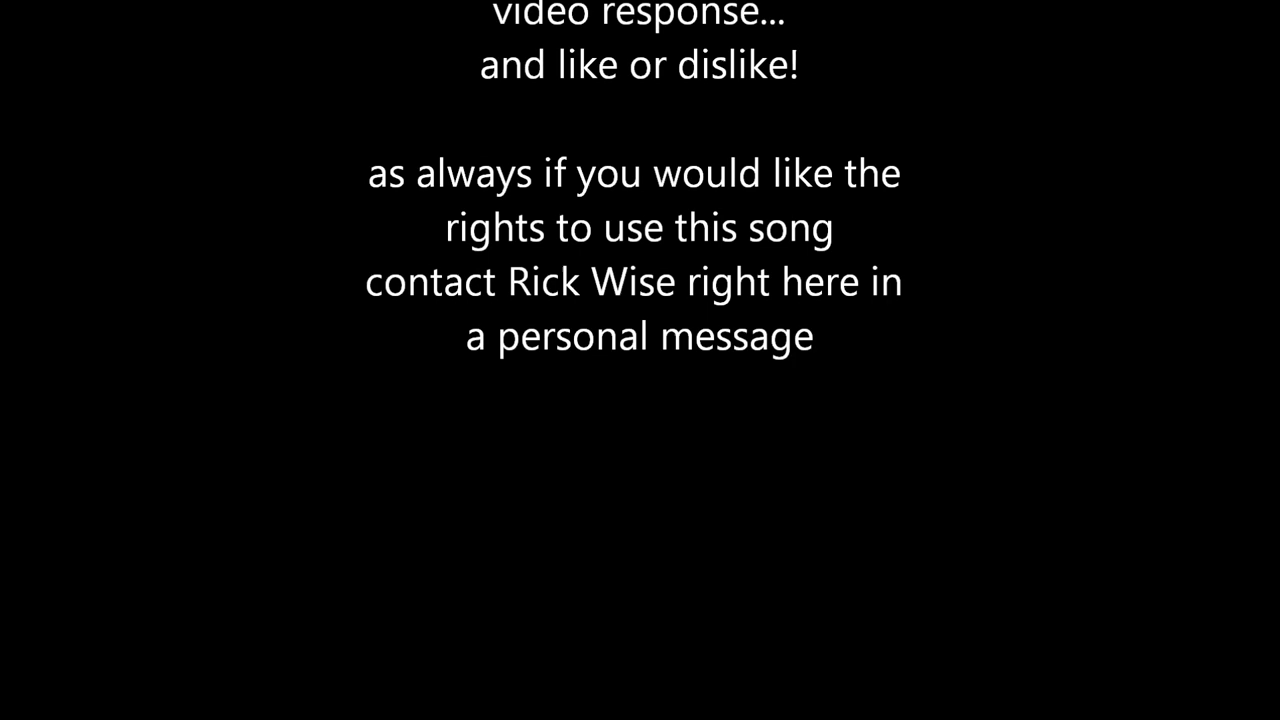 video response...
and like or dislike!
as always if you would like the
rights to use this song
contact Rick Wise right here in
a personal message